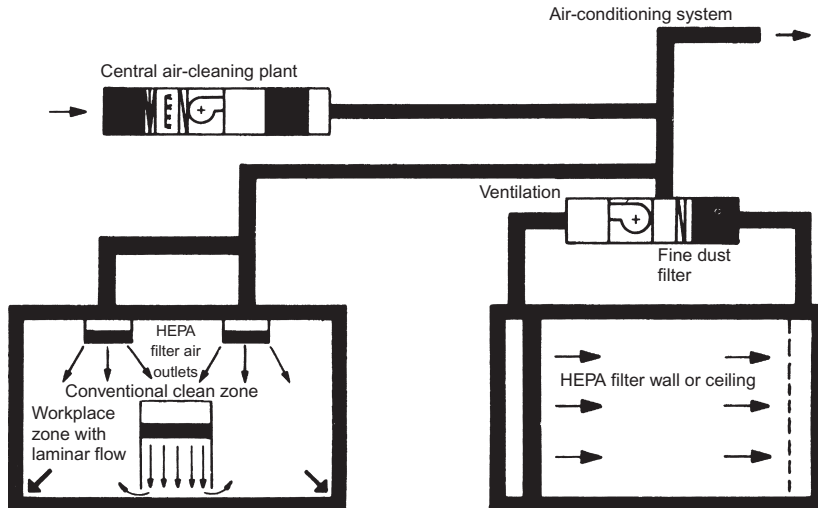 Air-conditioning system
Central air-cleaning plant
Ventilation
Fine dust
filter
HEPA
filter air
outlets
Conventional clean zone
Workplace
zone with
laminar flow
HEPA filter wall or ceiling